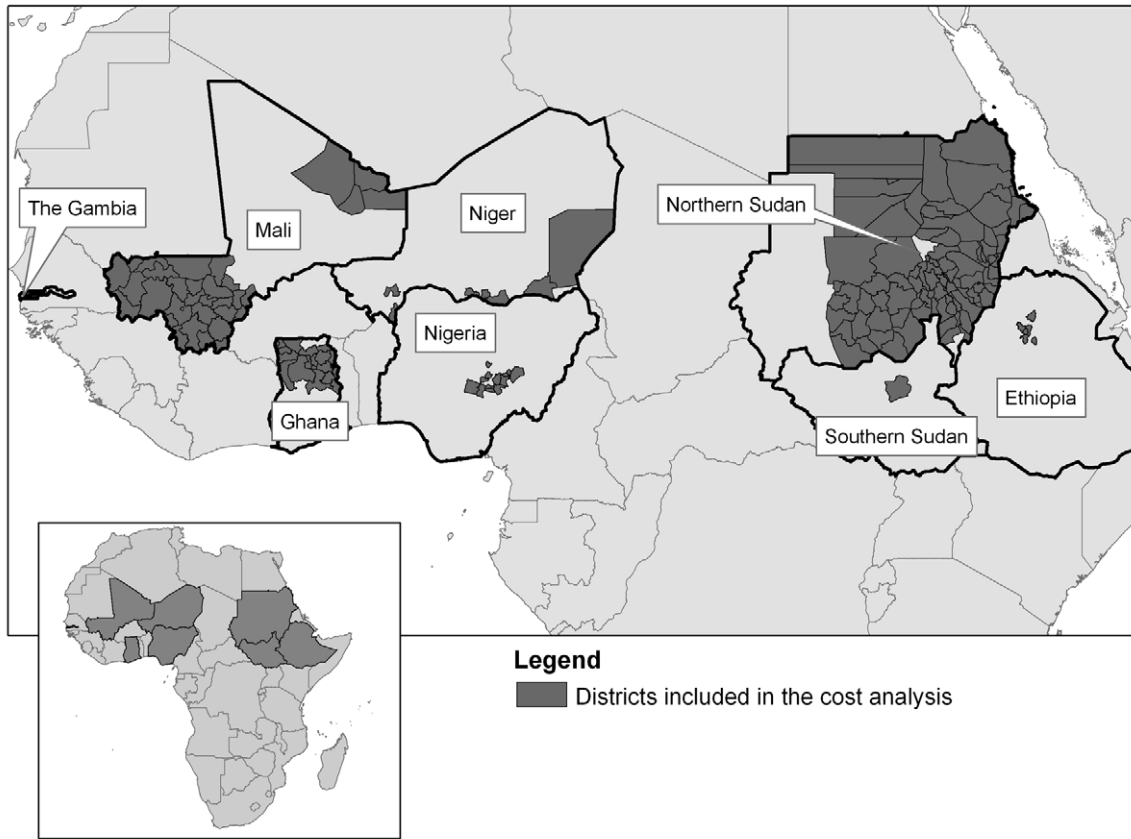 The Gambia
Mali
Niger
Northern Sudan
Nigeria
Ghana
Ethiopia
Southern Sudan
Legend
Districts included in the cost analysis